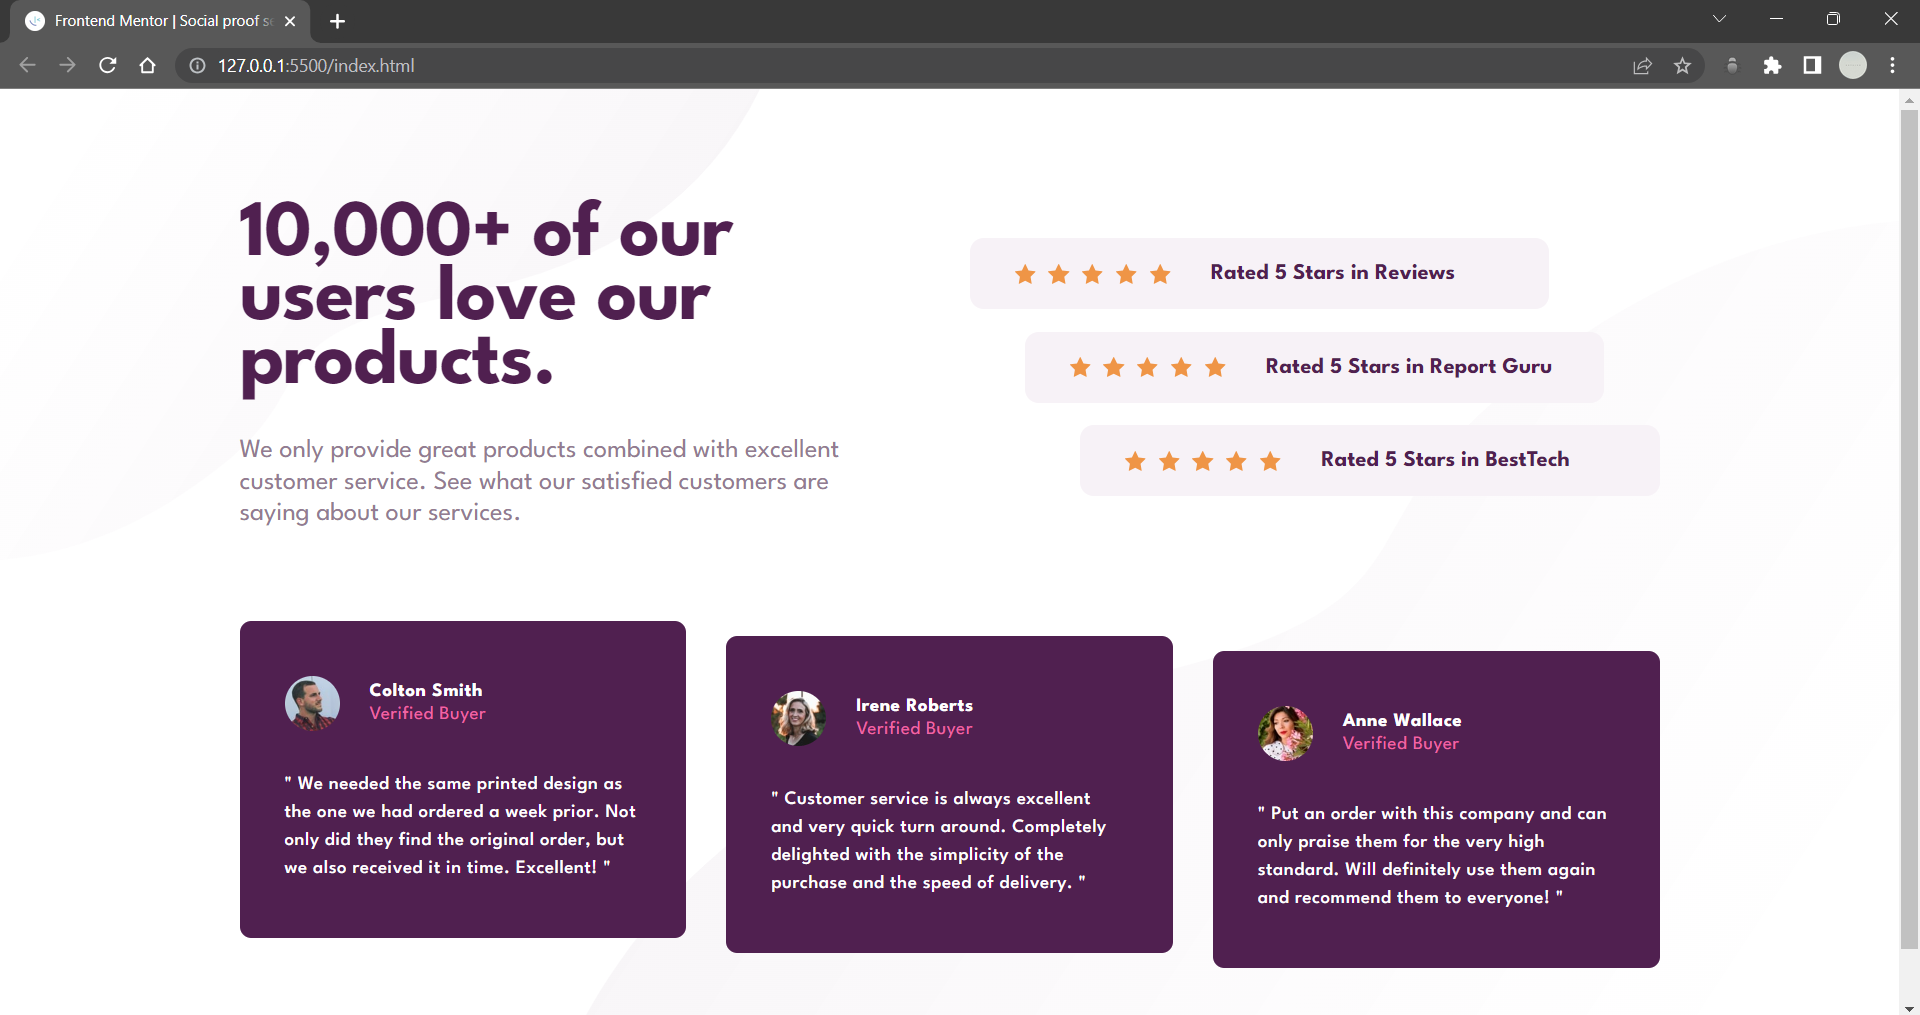 Frontend Mentor | Social proof s
127.0.0.1:5500/index.html
10,000+ of our
users love our
products.
We only provide great products combined with excellent
customer service. See what our satisfied customers are
saying about our services.
Rated 5 Stars in Reviews
Rated 5 Stars in Report Guru
Rated 5 Stars in BestTech
Colton Smith
Verified Buyer
" We needed the same printed design as
the one we had ordered a week prior. Not
only did they find the original order, but
we also received it in time. Excellent! "
Irene Roberts
Verified Buyer
" Customer service is always excellent
and very quick turn around. Completely
delighted with the simplicity of the
purchase and the speed of delivery. "
Anne Wallace
Verified Buyer
" Put an order with this company and can
only praise them for the very high
standard. Will definitely use them again
and recommend them to everyone! "